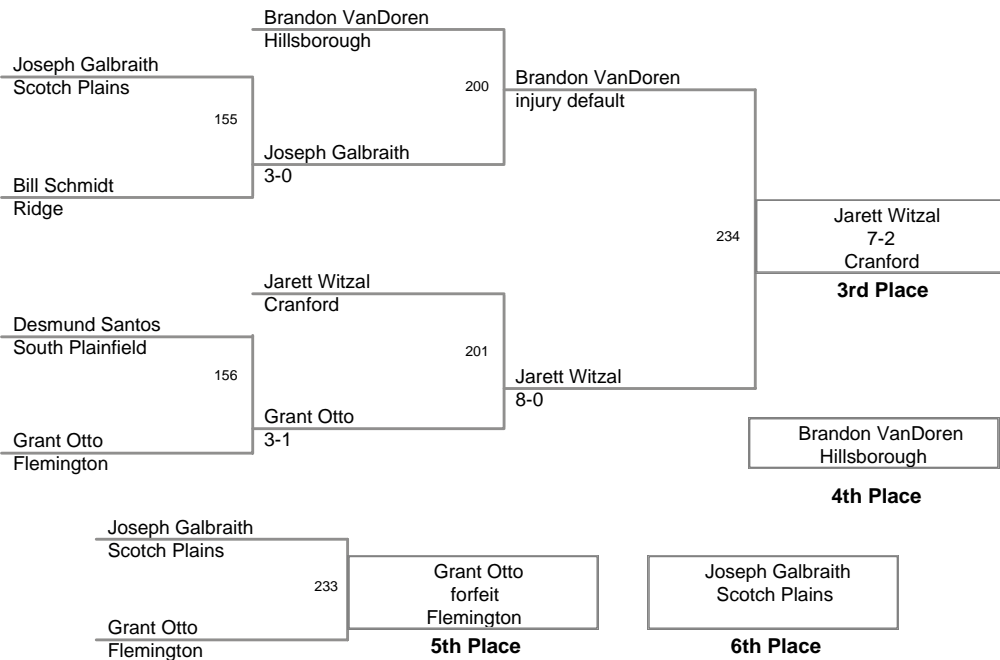 Brandon VanDoren
Hillsborough
Joseph Galbraith
Scotch Plains
200
Brandon VanDoren
injury default
155
Joseph Galbraith
3-0
Bill Schmidt
Ridge
234
Jarett Witzal
7-2
Cranford
3rd Place
Jarett Witzal
Cranford
Desmund Santos
South Plainfield
201
156
Jarett Witzal
8-0
Grant Otto
3-1
Grant Otto
Flemington
Brandon VanDoren
Hillsborough
4th Place
Joseph Galbraith
Scotch Plains
233
Grant Otto
forfeit
Flemington
5th Place
Joseph Galbraith
Scotch Plains
6th Place
Grant Otto
Flemington